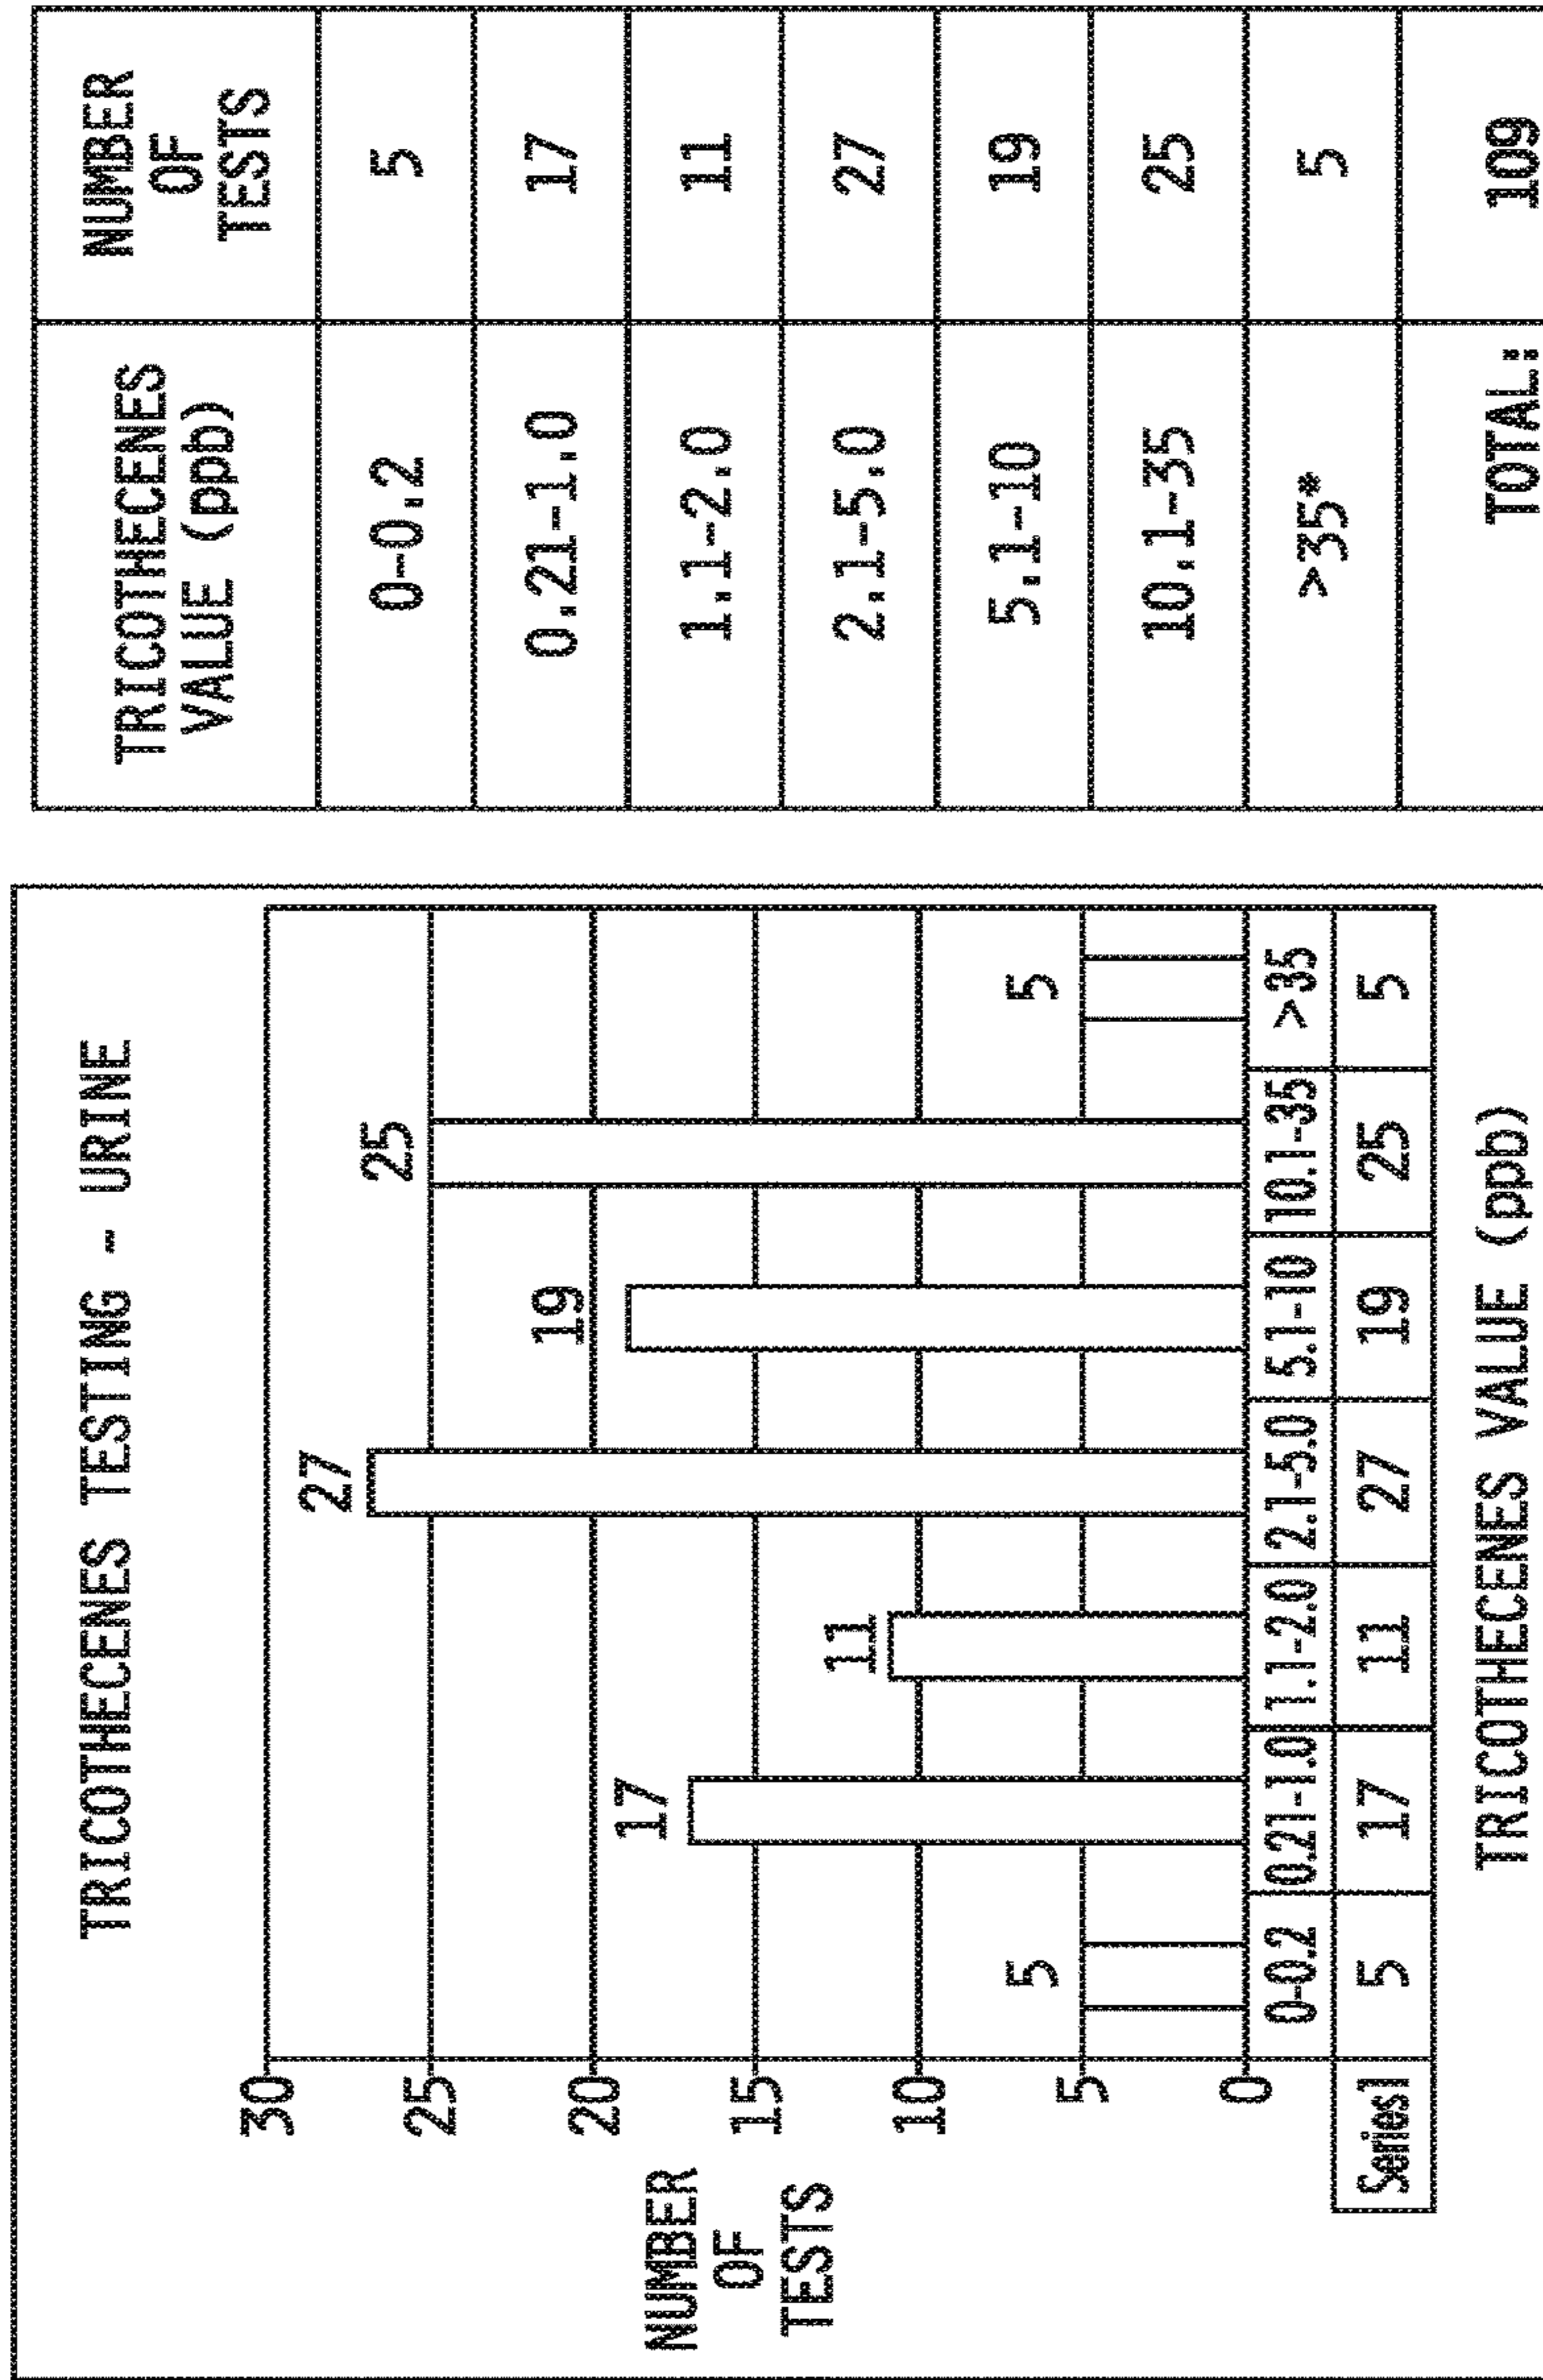 TRICOTHECENES TESTING - URINE
NUMBER
OF
TESTS
30
25
20
15
10
5
0
5
17
11
27
19
25
5
0-0.2 0.21-1.0 1.1-2.0 2.1-5.0 5.1-10 10.1-35 >35
Series1 5 17 11 27 19 25 5
TRICOTHECENES VALUE (ppb)
TRICOTHECENES
VALUE (ppb)
NUMBER
OF
TESTS
0-0.2 5
0.21-1.0 17
1.1-2.0 11
2.1-5.0 27
5.1-10 19
10.1-35 25
>35* 5
TOTAL: 109